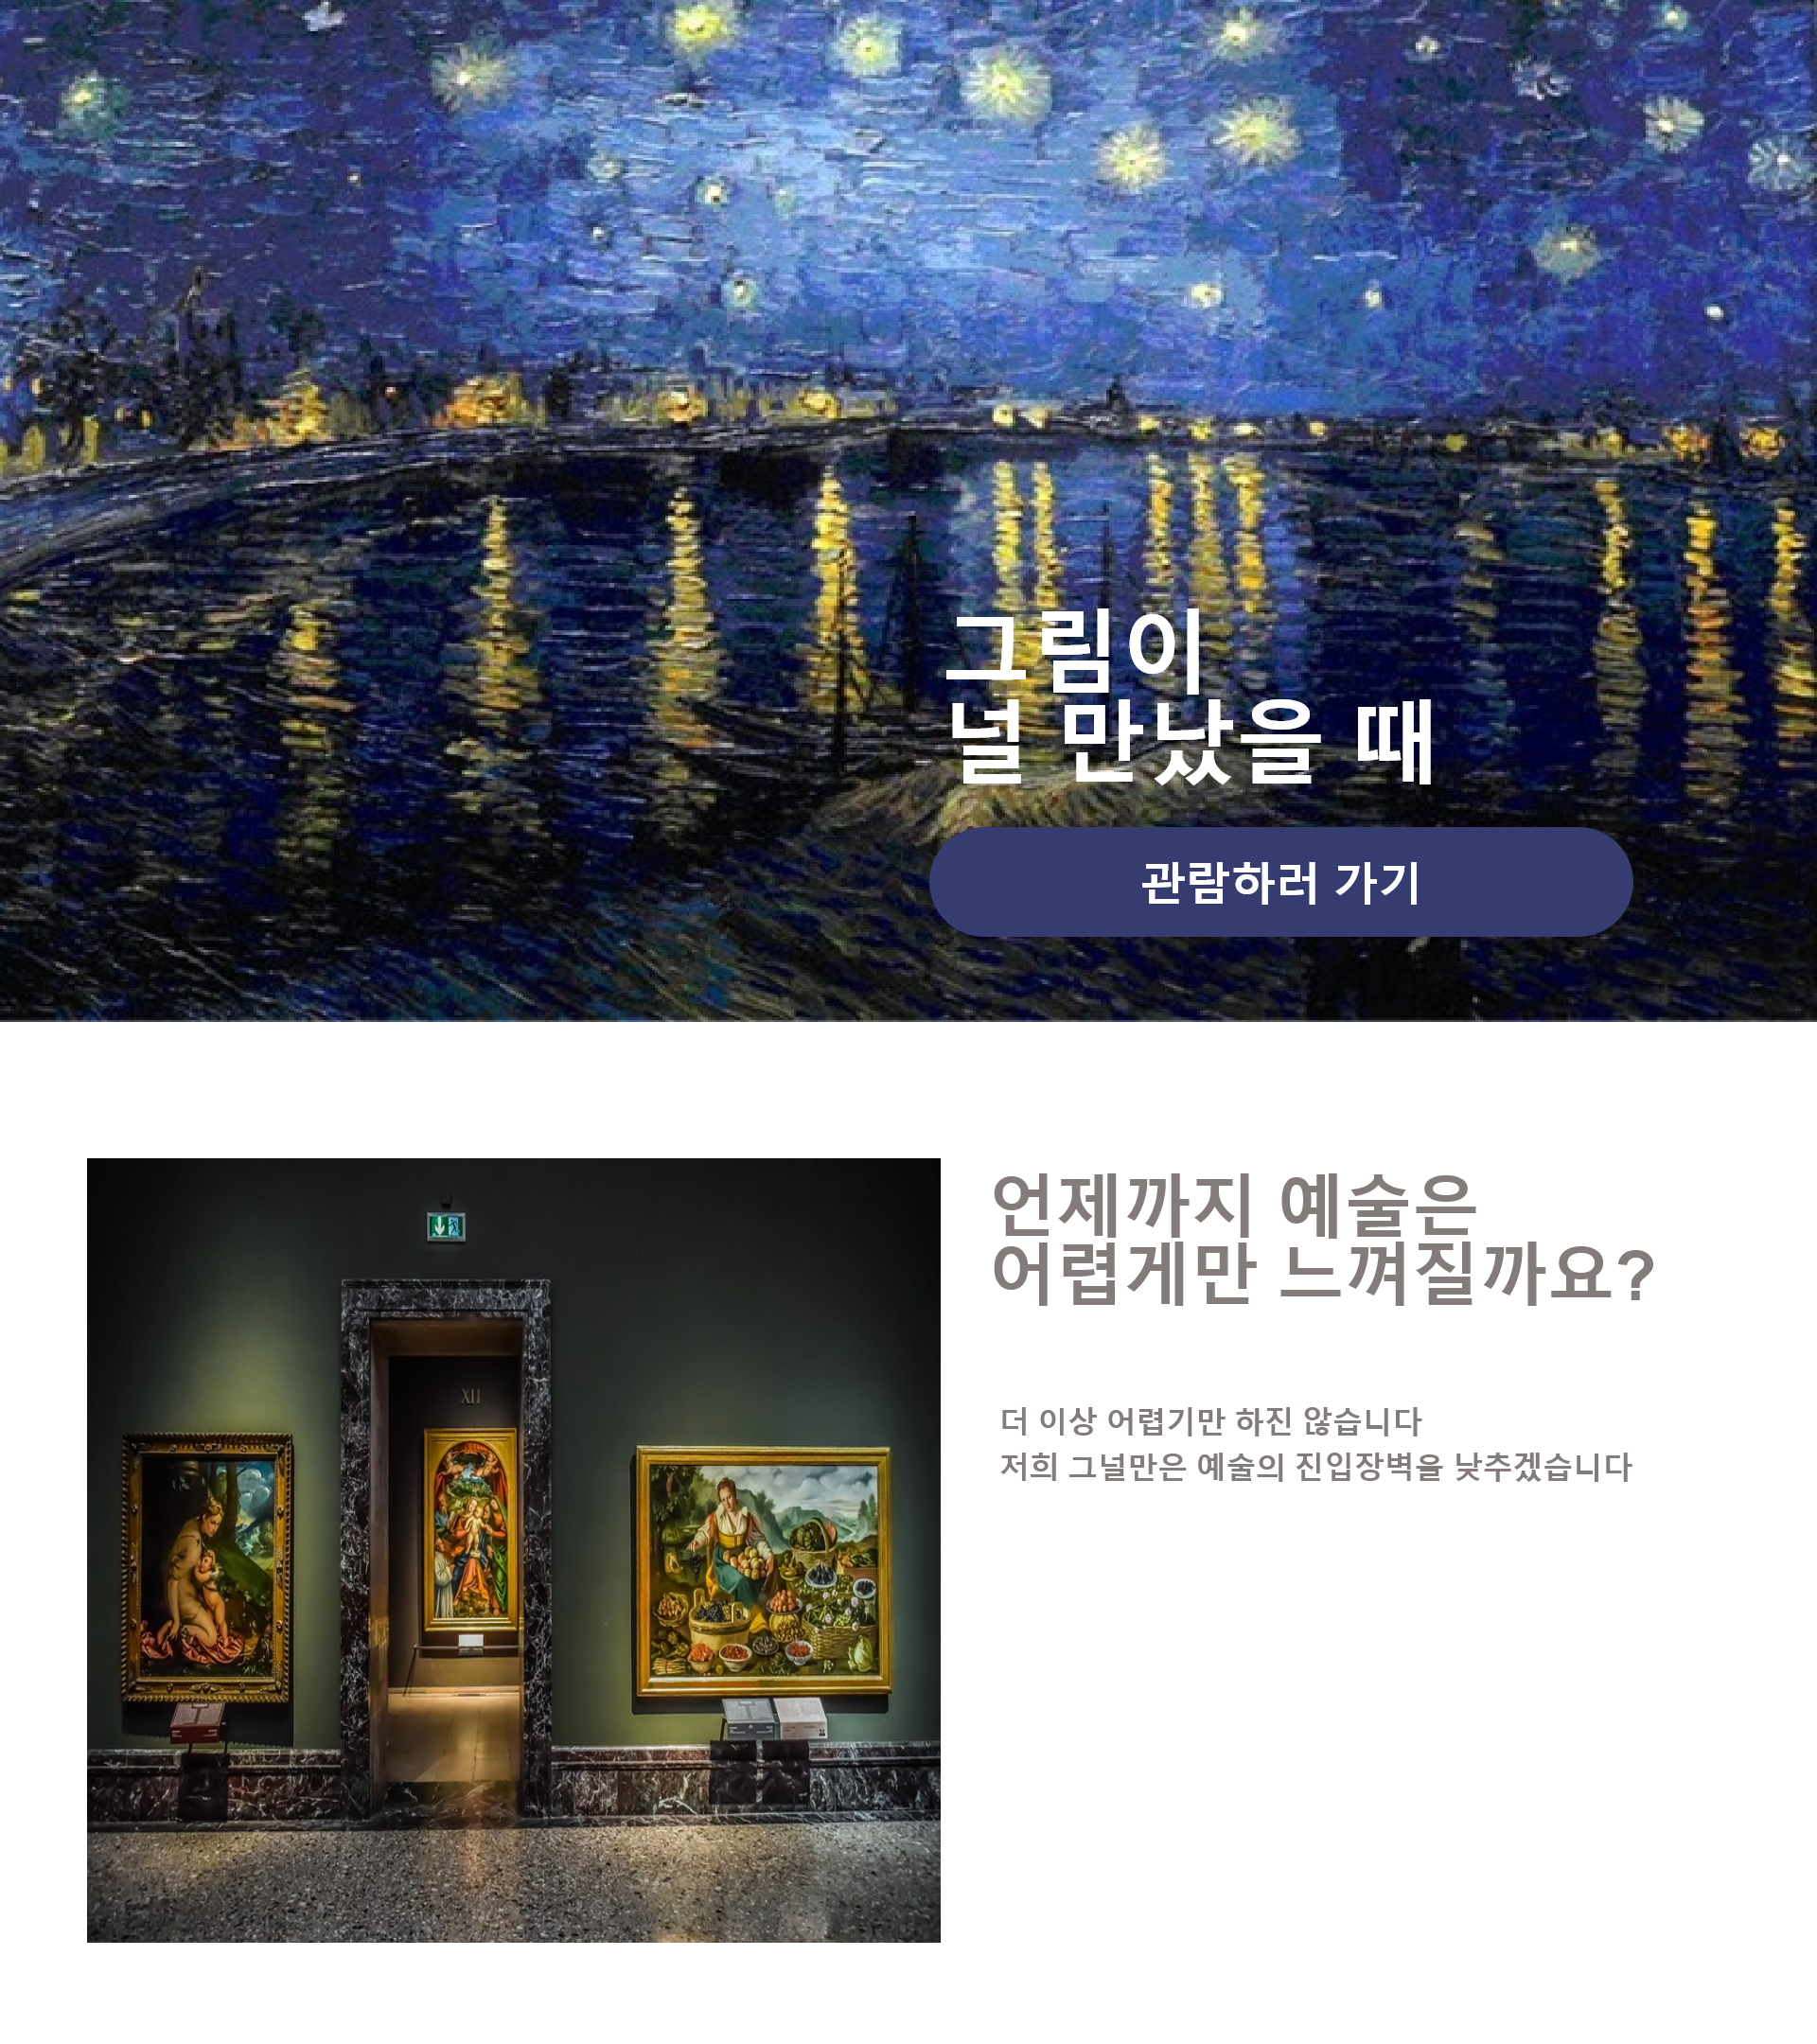 그림이
널 만났을 때
관람하러 가기
언제까지 예술은
어렵게만 느껴질까요?
더 이상 어렵기만 하진 않습니다
저희 그널만은 예술의 진입장벽을 낮추겠습니다
XII